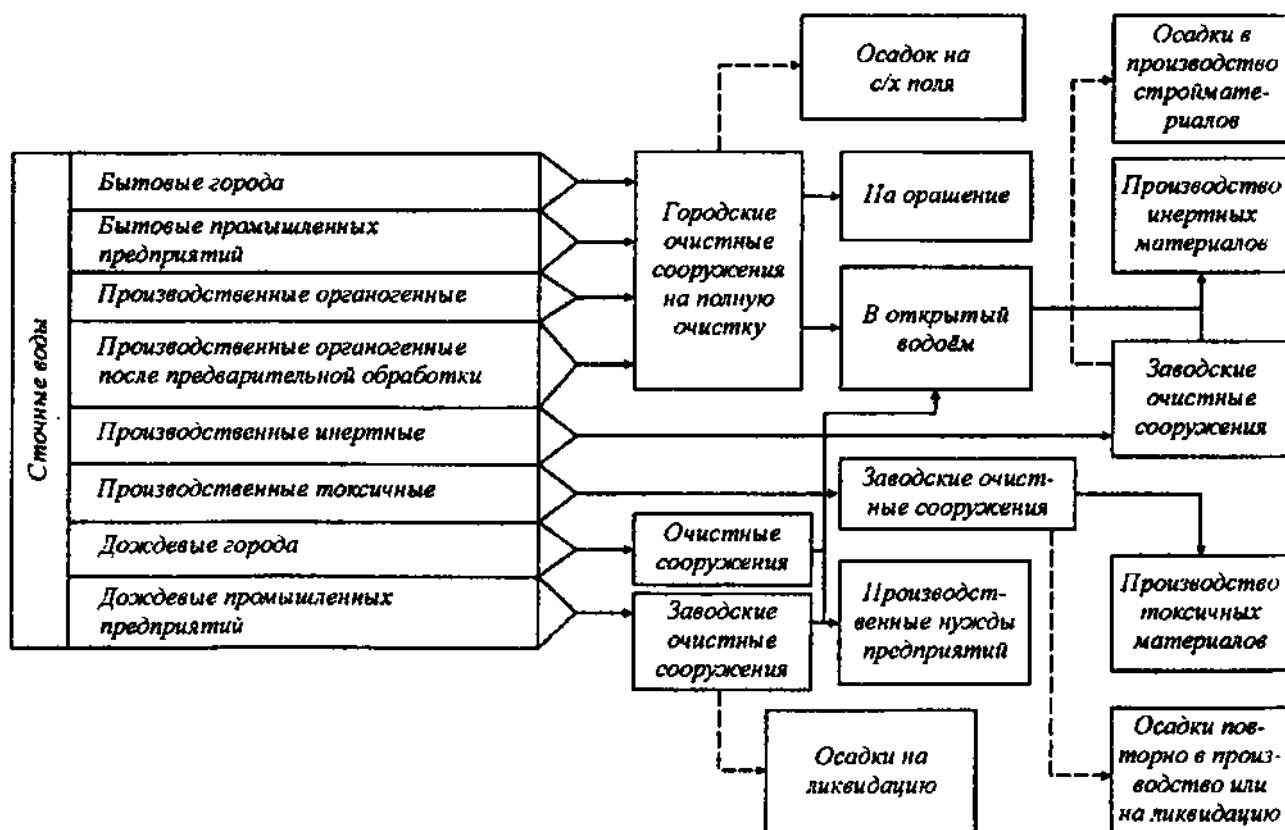 Сточные воды
Бытовые города
Бытовые промышленных
предприятий
Производственные органогенные
Производственные органогенные
после предварительной обработки
Производственные инертные
Производственные токсичные
Дождевые города
Дождевые промышленных
предприятий
Городские
очистные
сооружения
на полную
очистку
Очистные
сооружения
Заводские
очистные
сооружения
Осадок на
с/х поля
На орашение
В открытый
водоём
Заводские очист-
ные сооружения
Производст-
венные нужды
предприятий
Осадки на
ликвидацию
Осадки в
производство
строймате-
риалов
Производство
инертных
материалов
Заводские
очистные
сооружения
Производство
токсичных
материалов
Осадки пов-
торно в произ-
водство или
на ликвидацию